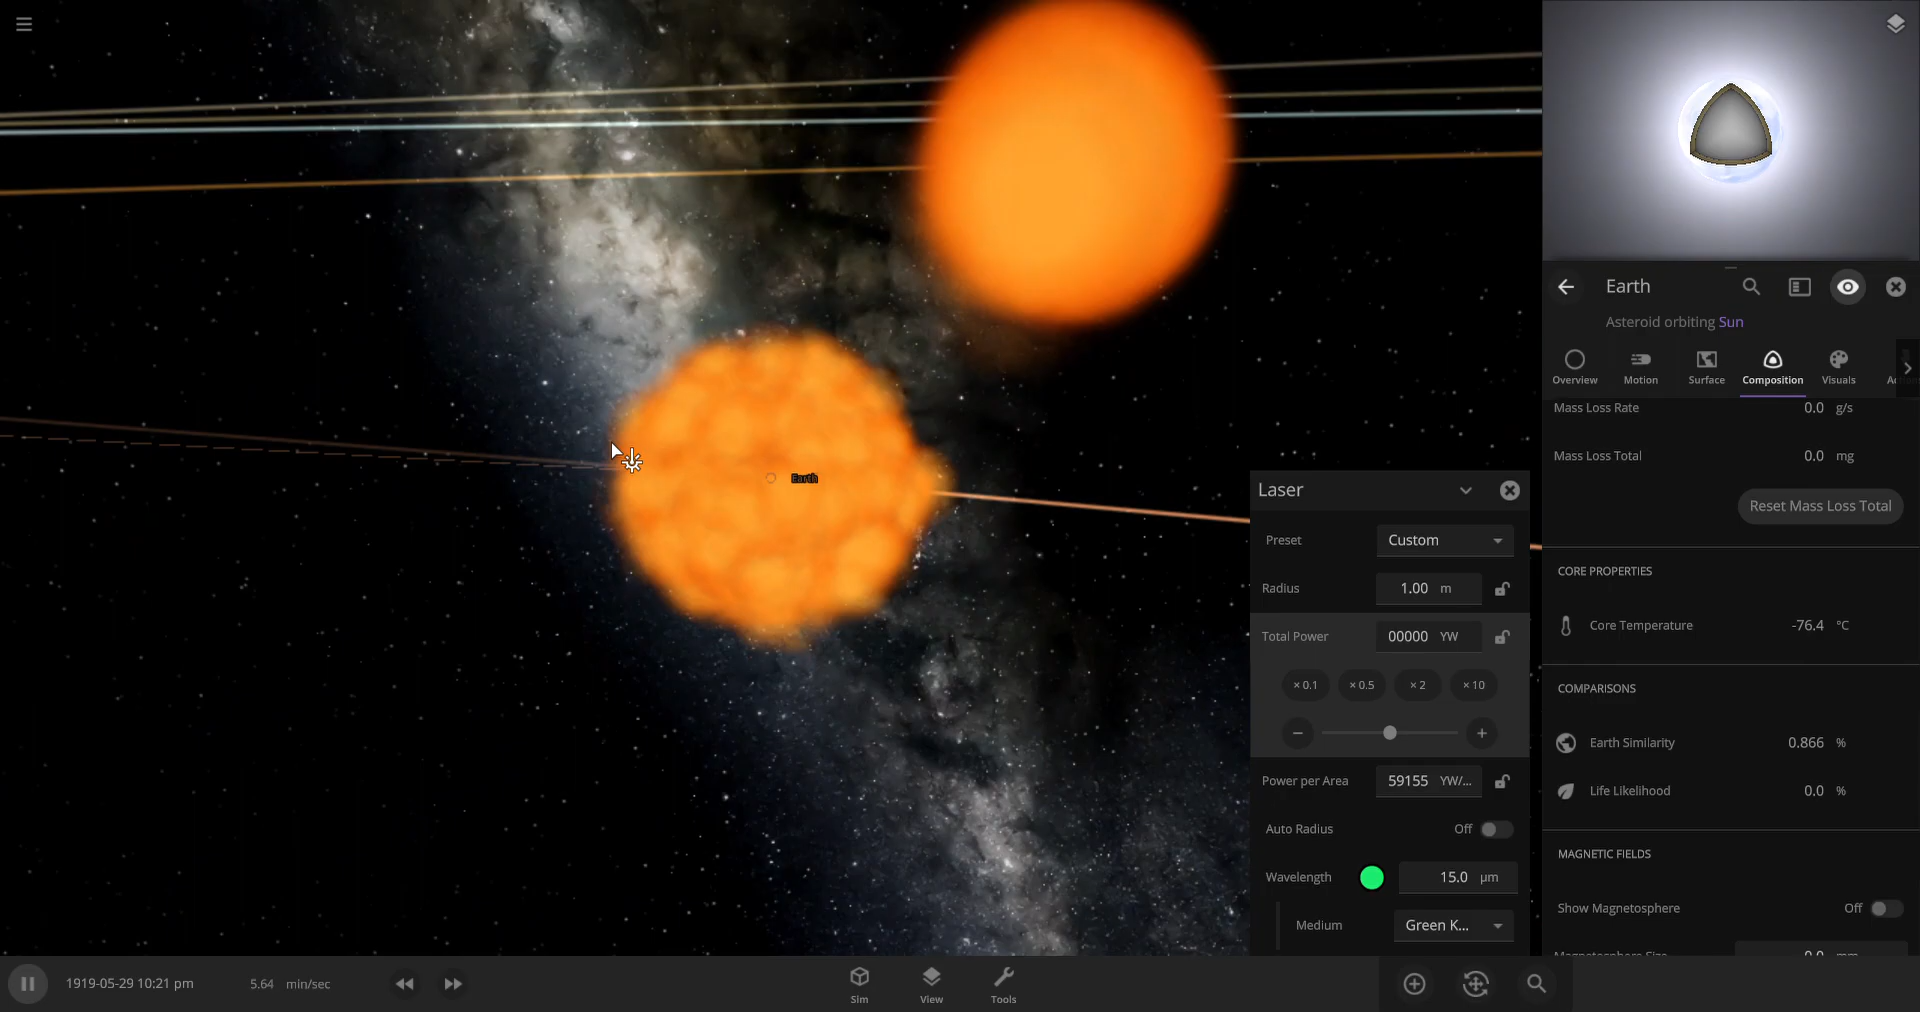 Earth
Earth
Asteroid orbiting Sun
Overview
Motion
Surface
Composition
Visuals
Mass Loss Rate 0.0 g/s
Mass Loss Total 0.0 mg
Reset Mass Loss Total
CORE PROPERTIES
Core Temperature -76.4 °C
COMPARISONS
Earth Similarity 0.866 %
Life Likelihood 0.0 %
MAGNETIC FIELDS
Show Magnetosphere Off
Laser
Preset Custom
Radius 1.00 m
Total Power 00000 YW
×0.1 ×0.5 ×2 ×10
Power per Area 59155 YW/...
Auto Radius Off
Wavelength 15.0 µm
Medium Green K...
1919-05-29 10:21 pm 5.64 min/sec
Sim
View
Tools